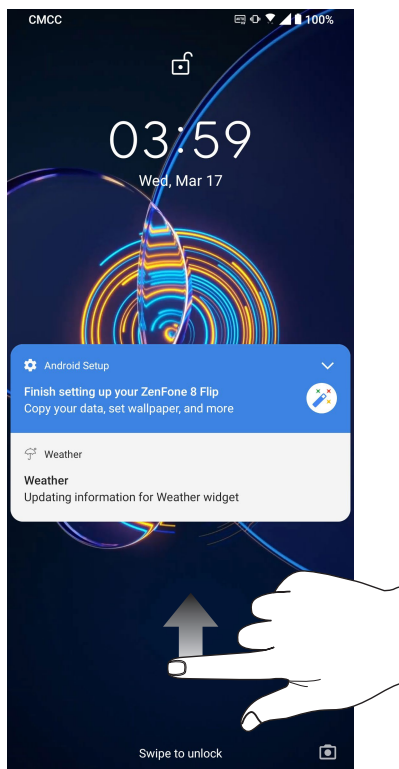 CMCC 100%
03:59
Wed, Mar 17
Android Setup
Finish setting up your ZenFone 8 Flip
Copy your data, set wallpaper, and more
Weather
Weather
Updating information for Weather widget
Swipe to unlock